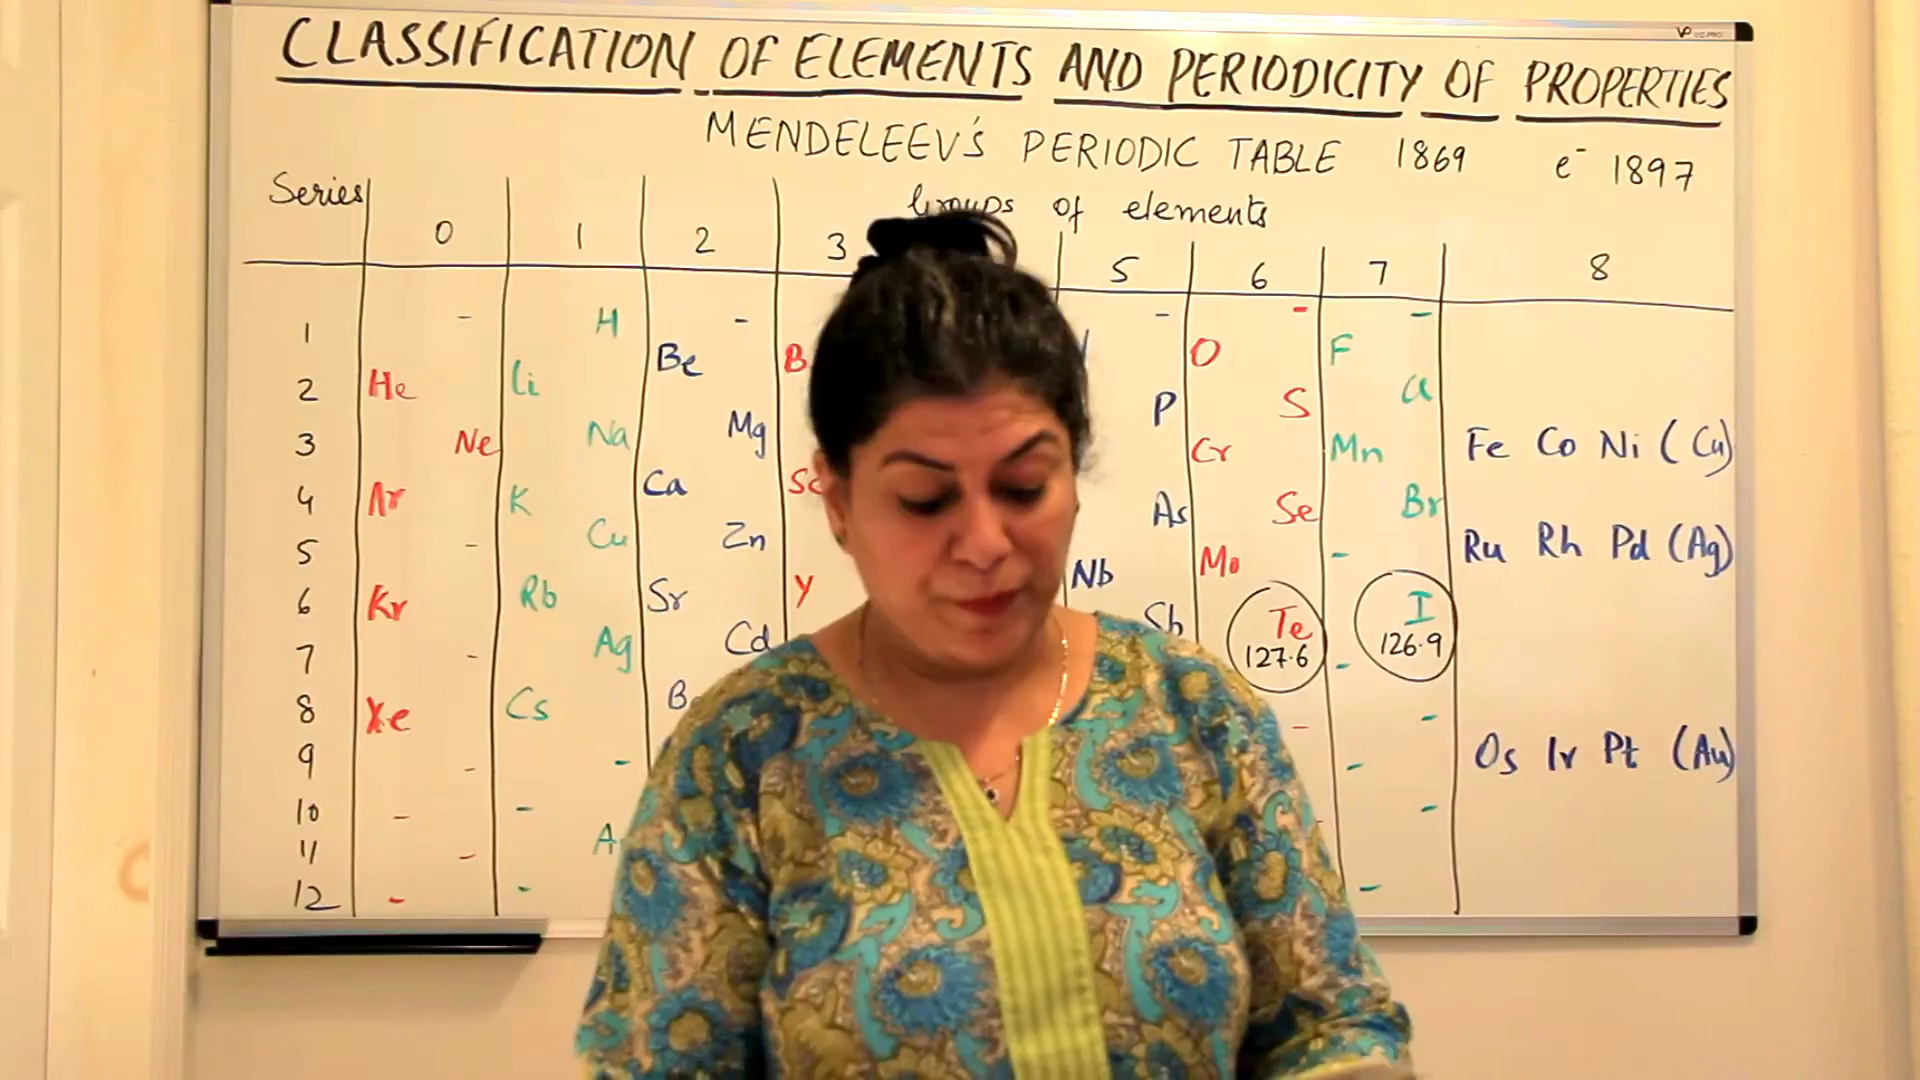 CLASSIFICATION OF ELEMENTS AND PERIODICITY OF PROPERTIES
MENDELEEV'S PERIODIC TABLE 1869 e⁻ 1897
Series Groups of elements
0 1 2 3 5 6 7 8
1 - H - - - -
2 He Li Be B O F
3 Ne Na Mg P S Cl
4 Ar K Ca Sc Cr Mn Fe Co Ni (Cu)
5 - Cu Zn As Se Br
6 Kr Rb Sr Y Nb Mo - Ru Rh Pd (Ag)
7 - Ag Cd Sb Te I
127.6 126.9
8 Xe Cs - - -
9 - - -
10 - - - Os Ir Pt (Au)
11 -
12 - - -